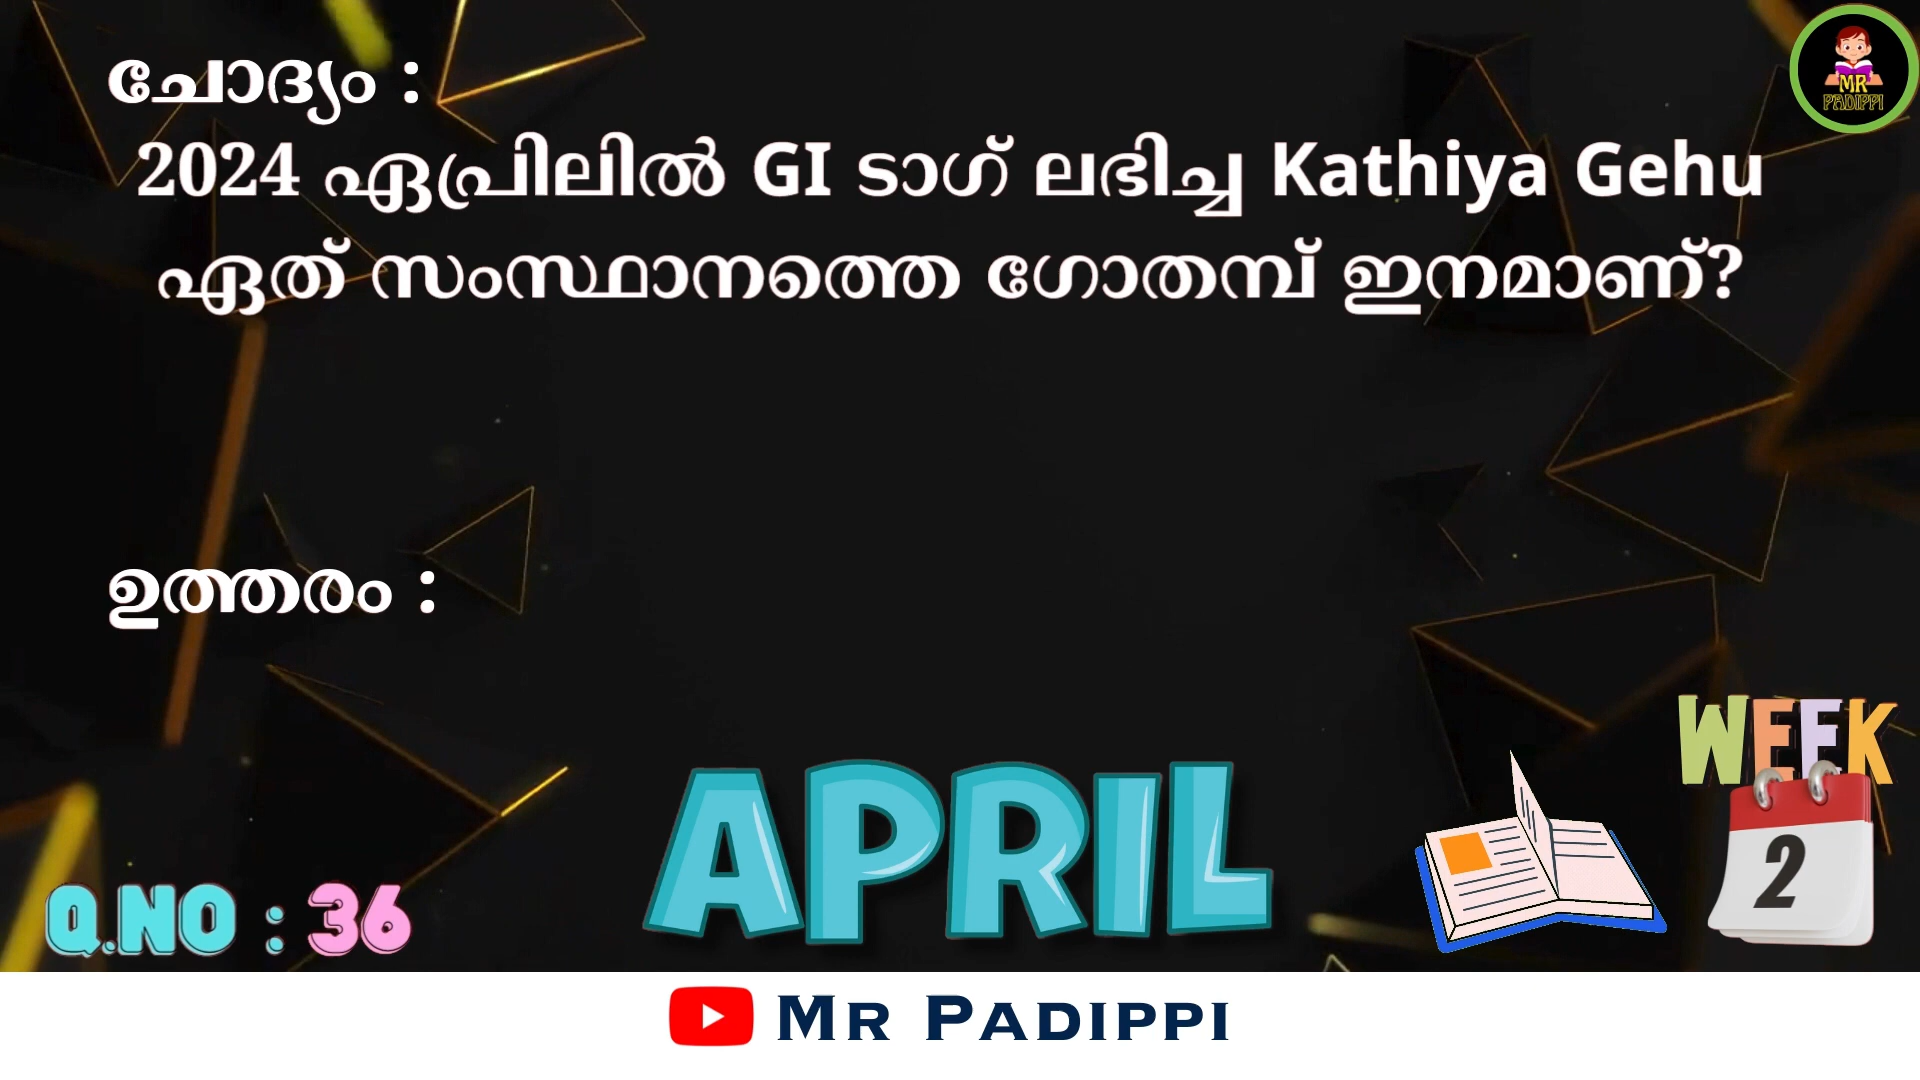 MR
PADIPPI
ചോദ്യം :
2024 ഏപ്രിലിൽ GI ടാഗ് ലഭിച്ച Kathiya Gehu
ഏത് സംസ്ഥാനത്തെ ഗോതമ്പ് ഇനമാണ്?
ഉത്തരം :
WEEK
2
APRIL
Q.NO : 36
MR PADIPPI